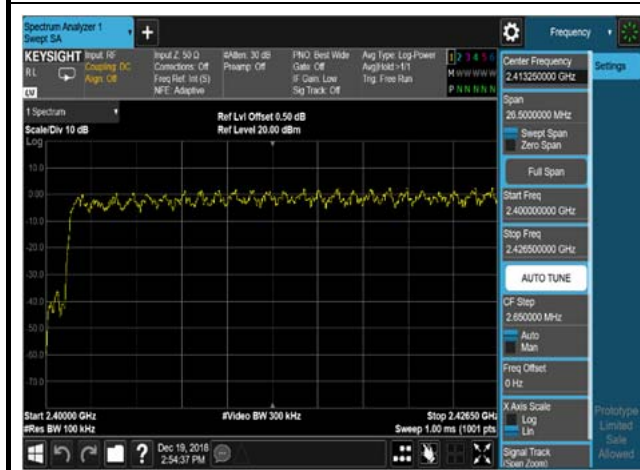 Spectrum Analyzer 1
Swept SA
+
Frequency
KEYSIGHT
RL
LV
Input: RF
Coupling: DC
Align: Off
Input Z: 50 Ω
Corrections: Off
Freq Ref: Int (S)
NFE: Adaptive
#Atten: 30 dB
Preamp: Off
PNO: Best Wide
Gate: Off
IF Gain: Low
Sig Track: Off
Avg Type: Log-Power
Avg|Hold:>1/1
Trig: Free Run
1 2 3 4 5 6
M W W W W W
P N N N N N
1 Spectrum
Scale/Div 10 dB
Log
Ref Lvl Offset 0.50 dB
Ref Level 20.00 dBm
10.0
0.00
-10.0
-20.0
-30.0
-40.0
-50.0
-60.0
-70.0
Start 2.40000 GHz
#Res BW 100 kHz
#Video BW 300 kHz
Stop 2.42650 GHz
Sweep 1.00 ms (1001 pts
?
Dec 19, 2018
2:54:37 PM
Center Frequency
2.413250000 GHz
Span
26.5000000 MHz
Swept Span
Zero Span
Full Span
Start Freq
2.400000000 GHz
Stop Freq
2.426500000 GHz
AUTO TUNE
CF Step
2.650000 MHz
Auto
Man
Freq Offset
0 Hz
X Axis Scale
Log
Lin
Signal Track
(Span Zoom)
Settings
Prototype
Limited
Sale
Allowed